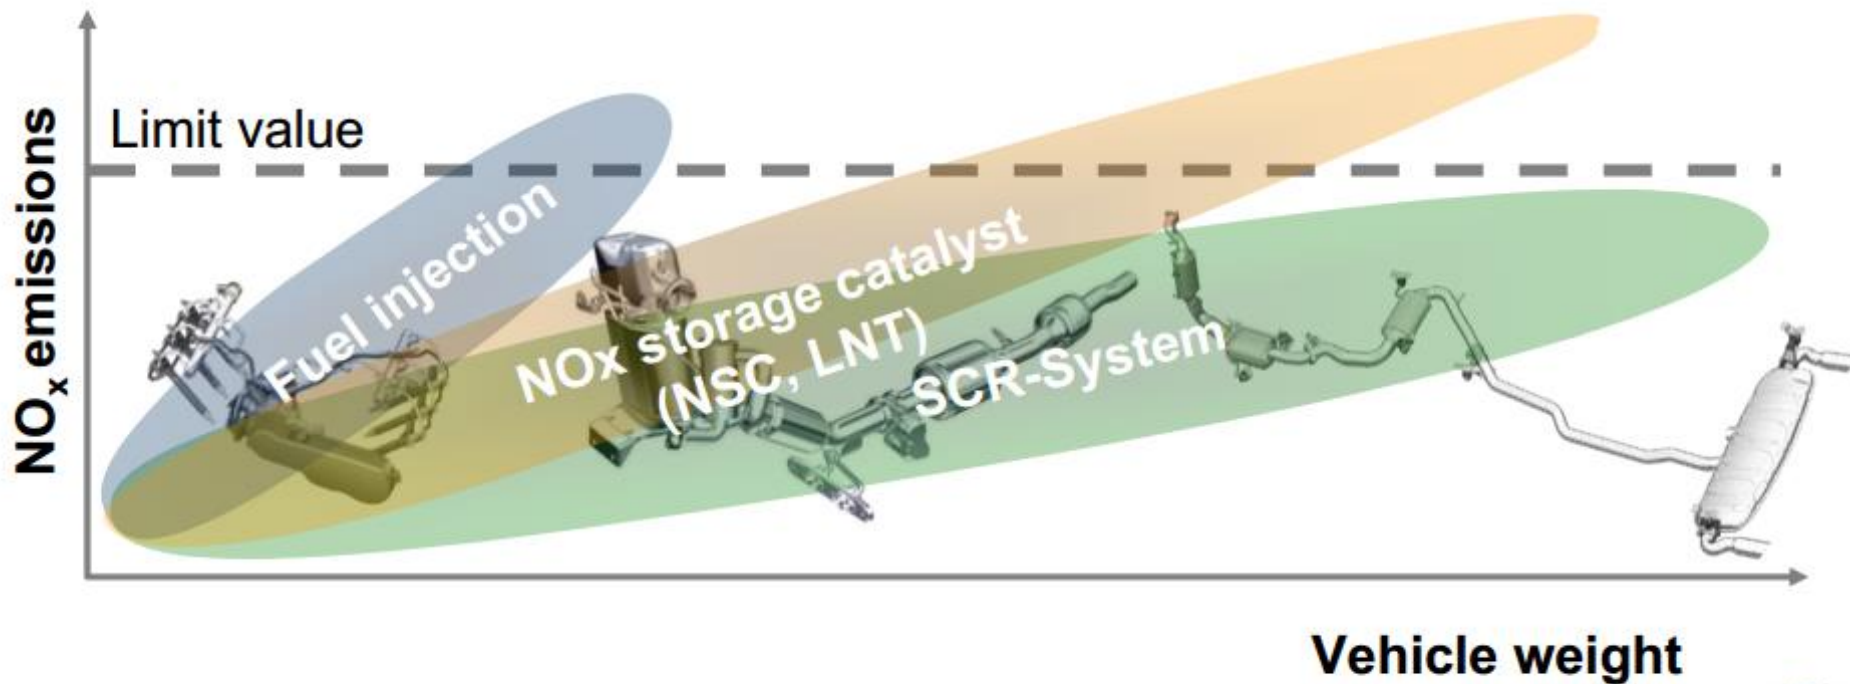 Limit value
NOx emissions
Fuel injection
NOx storage catalyst
(NSC, LNT)
SCR-System
Vehicle weight